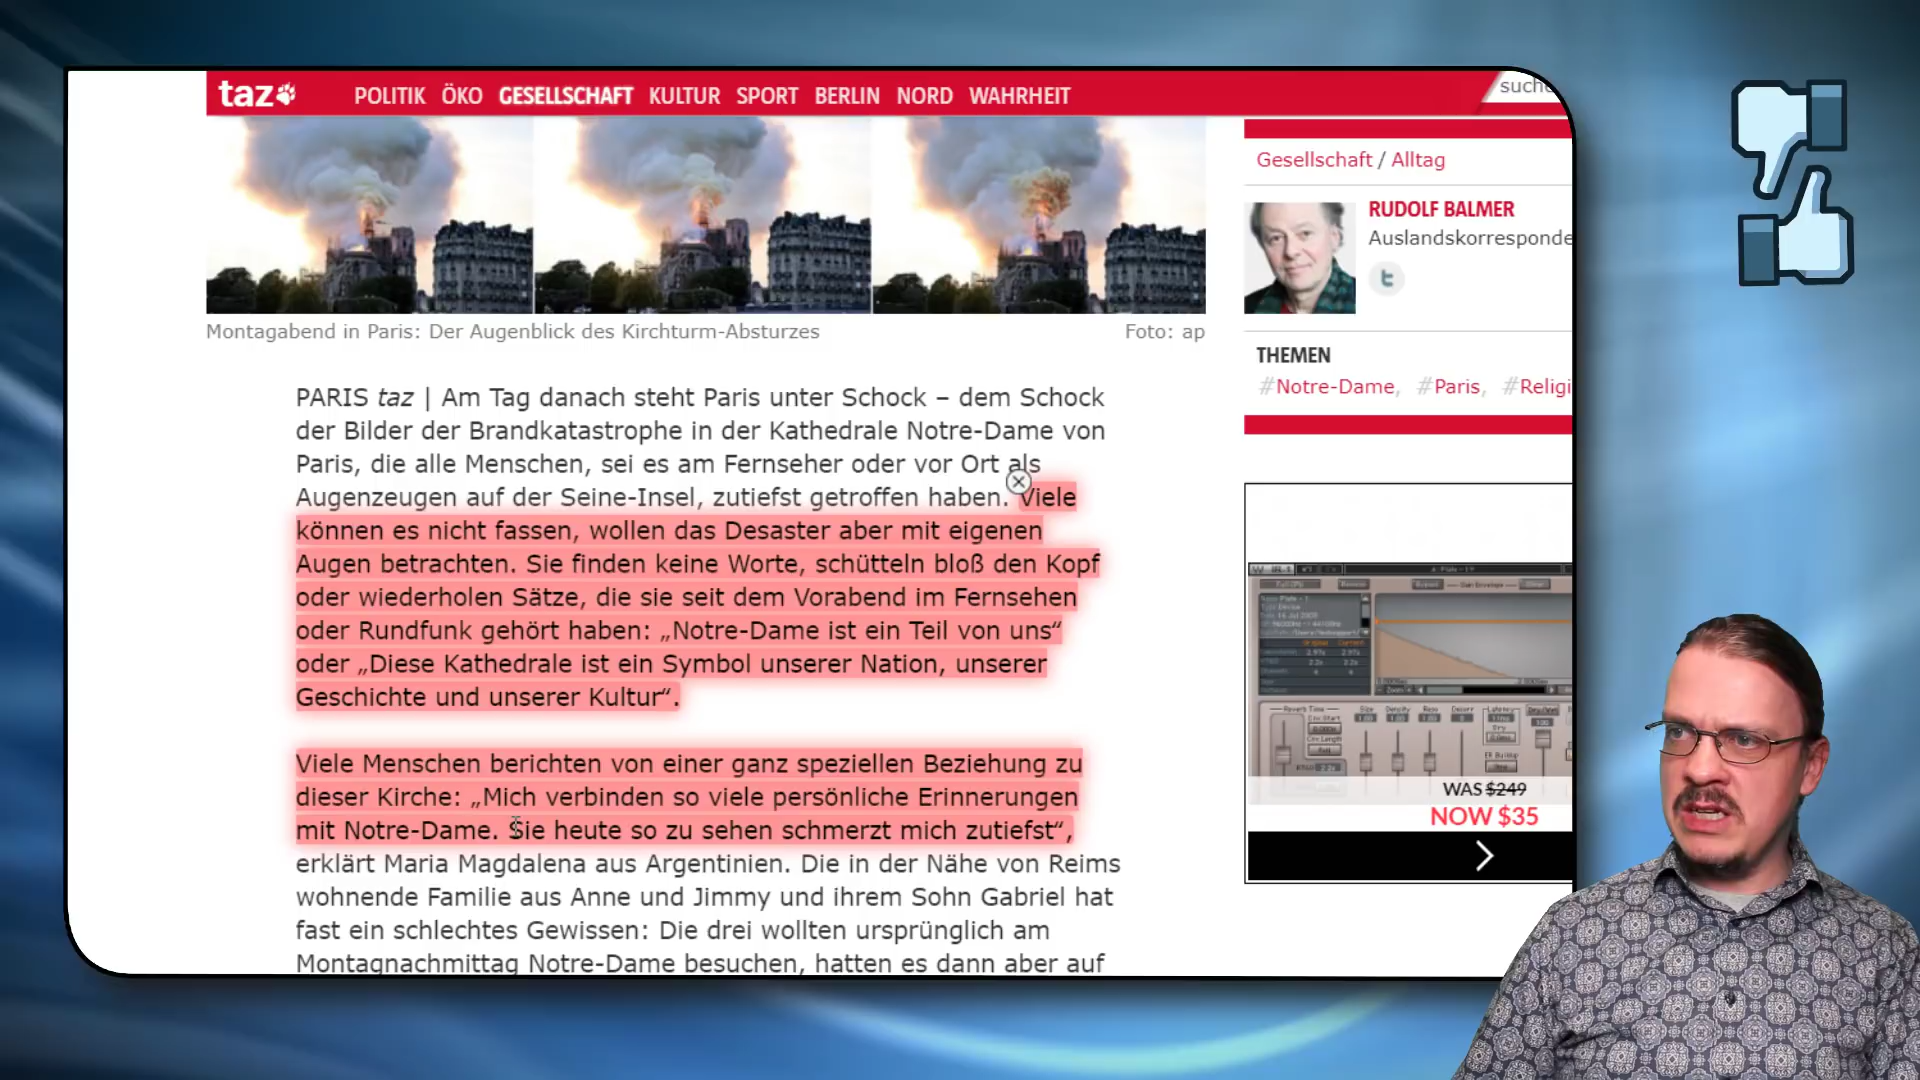 taz
POLITIK ÖKO GESELLSCHAFT KULTUR SPORT BERLIN NORD WAHRHEIT
suche
Montagabend in Paris: Der Augenblick des Kirchturm-Absturzes
Foto: ap
PARIS taz | Am Tag danach steht Paris unter Schock – dem Schock
der Bilder der Brandkatastrophe in der Kathedrale Notre-Dame von
Paris, die alle Menschen, sei es am Fernseher oder vor Ort als
Augenzeugen auf der Seine-Insel, zutiefst getroffen haben. Viele
können es nicht fassen, wollen das Desaster aber mit eigenen
Augen betrachten. Sie finden keine Worte, schütteln bloß den Kopf
oder wiederholen Sätze, die sie seit dem Vorabend im Fernsehen
oder Rundfunk gehört haben: „Notre-Dame ist ein Teil von uns“
oder „Diese Kathedrale ist ein Symbol unserer Nation, unserer
Geschichte und unserer Kultur“.
Viele Menschen berichten von einer ganz speziellen Beziehung zu
dieser Kirche: „Mich verbinden so viele persönliche Erinnerungen
mit Notre-Dame. Sie heute so zu sehen schmerzt mich zutiefst“,
erklärt Maria Magdalena aus Argentinien. Die in der Nähe von Reims
wohnende Familie aus Anne und Jimmy und ihrem Sohn Gabriel hat
fast ein schlechtes Gewissen: Die drei wollten ursprünglich am
Montagnachmittag Notre-Dame besuchen, hatten es dann aber auf
Gesellschaft / Alltag
RUDOLF BALMER
Auslandskorresponde
THEMEN
#Notre-Dame, #Paris, #Religi
WAS $249
NOW $35